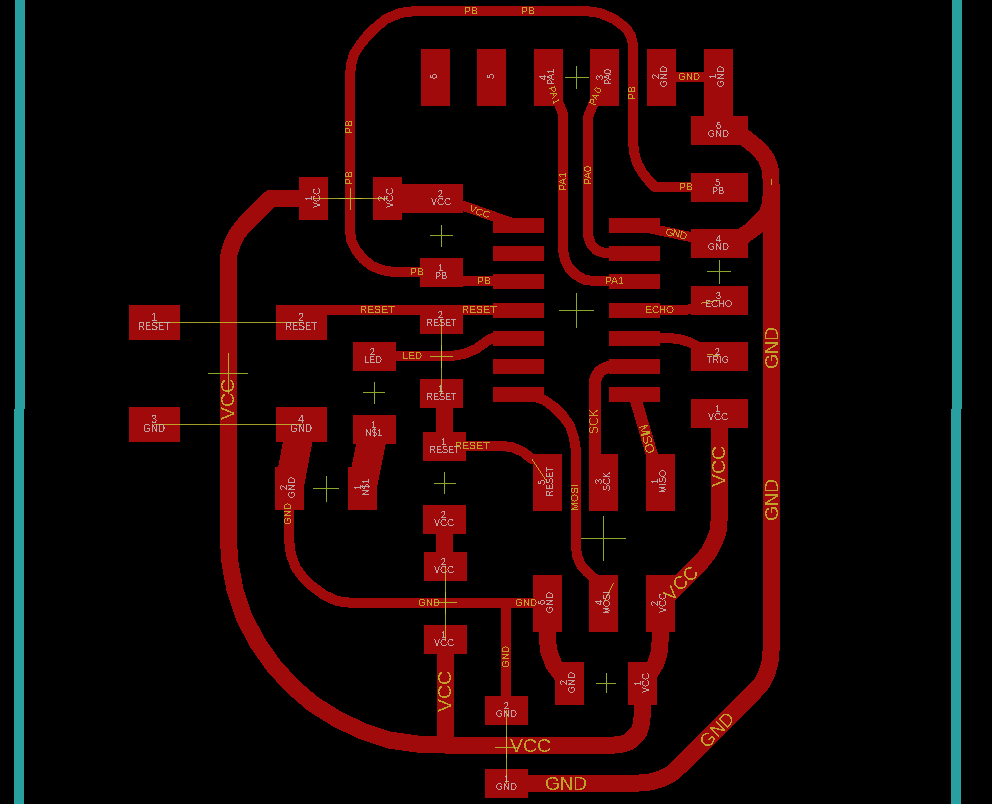 PB PB
6 5 4 PA1 3 PA0 2 GND GND 1 GND
PA1 PA0 PB
6 GND
PB
PB PB 5 PB
PA1 PA0
1 VCC 2 VCC 2 VCC
VCC
GND 4 GND
PB 1 PB PB PA1
3 ECHO
RESET RESET ECHO
1 RESET 2 RESET 2 RESET
GND
2 LED LED 2 TRIG
VCC 1 RESET
1 VCC
3 GND 4 GND 1 N$1 SCK MISO
1 RESET RESET
VCC
2 GND 1 N$1 5 RESET 3 SCK 1 MISO
MOSI GND
GND 2 VCC
2 VCC
VCC
GND GND 6 GND 4 MOSI 2 VCC
1 VCC
GND
VCC 2 GND 1 VCC
2 GND
GND
VCC
1 GND GND